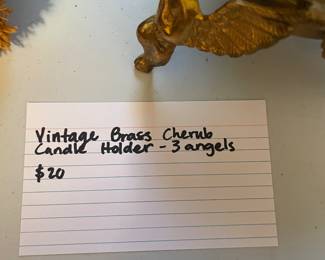 Vintage Brass Cherub
Candle Holder - 3 angels
$20